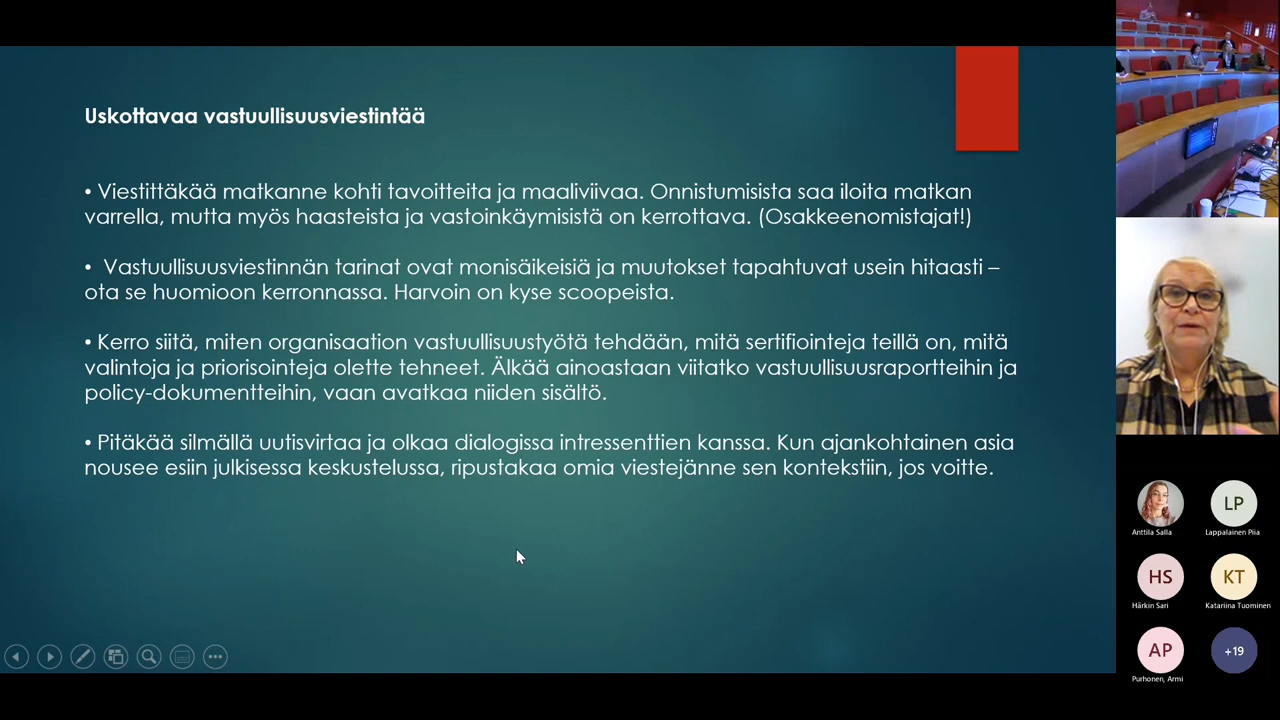 Uskottavaa vastuullisuusviestintää
• Viestittäkää matkanne kohti tavoitteita ja maaliviivaa. Onnistumisista saa iloita matkan
varrella, mutta myös haasteista ja vastoinkäymisistä on kerrottava. (Osakkeenomistajat!)
• Vastuullisuusviestinnän tarinat ovat monisäikeisiä ja muutokset tapahtuvat usein hitaasti –
ota se huomioon kerronnassa. Harvoin on kyse scoopeista.
• Kerro siitä, miten organisaation vastuullisuustyötä tehdään, mitä sertifiointeja teillä on, mitä
valintoja ja priorisointeja olette tehneet. Älkää ainoastaan viitatko vastuullisuusraportteihin ja
policy-dokumentteihin, vaan avatkaa niiden sisältö.
• Pitäkää silmällä uutisvirtaa ja olkaa dialogissa intressenttien kanssa. Kun ajankohtainen asia
nousee esiin julkisessa keskustelussa, ripustakaa omia viestejänne sen kontekstiin, jos voitte.
Anttila Salla
LP
Lappalainen Piia
HS
Härkin Sari
KT
Katariina Tuominen
AP
Purhonen, Armi
+19